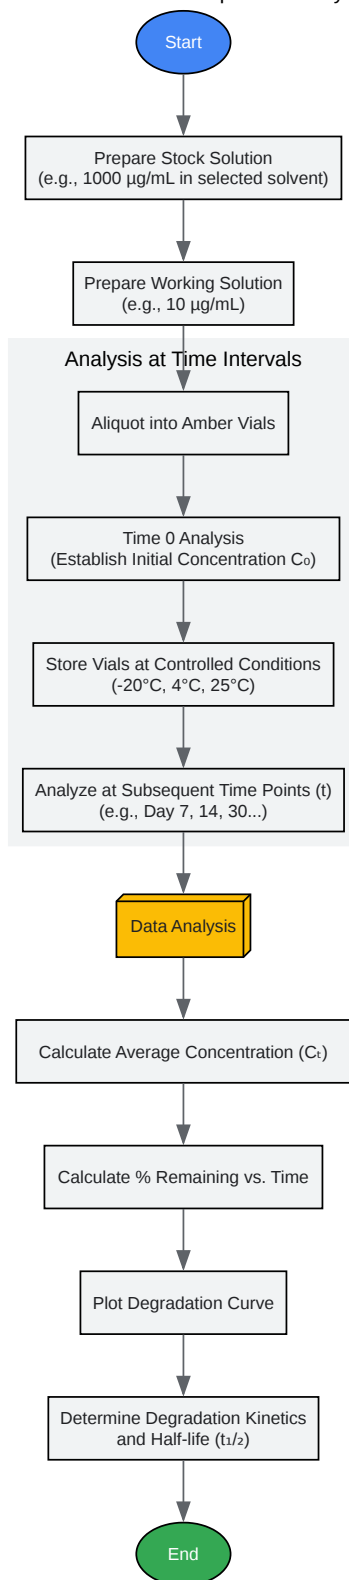 Start
Prepare Stock Solution
(e.g., 1000 µg/mL in selected solvent)
Prepare Working Solution
(e.g., 10 µg/mL)
Analysis at Time Intervals
Aliquot into Amber Vials
Time 0 Analysis
(Establish Initial Concentration C₀)
Store Vials at Controlled Conditions
(-20°C, 4°C, 25°C)
Analyze at Subsequent Time Points (t)
(e.g., Day 7, 14, 30...)
Data Analysis
Calculate Average Concentration (Cₜ)
Calculate % Remaining vs. Time
Plot Degradation Curve
Determine Degradation Kinetics
and Half-life (t₁/₂)
End